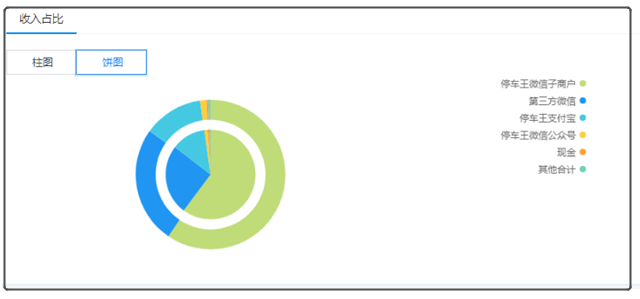 收入占比
柱图 饼图
停车王微信子商户
第三方微信
停车王支付宝
停车王微信公众号
现金
其他合计